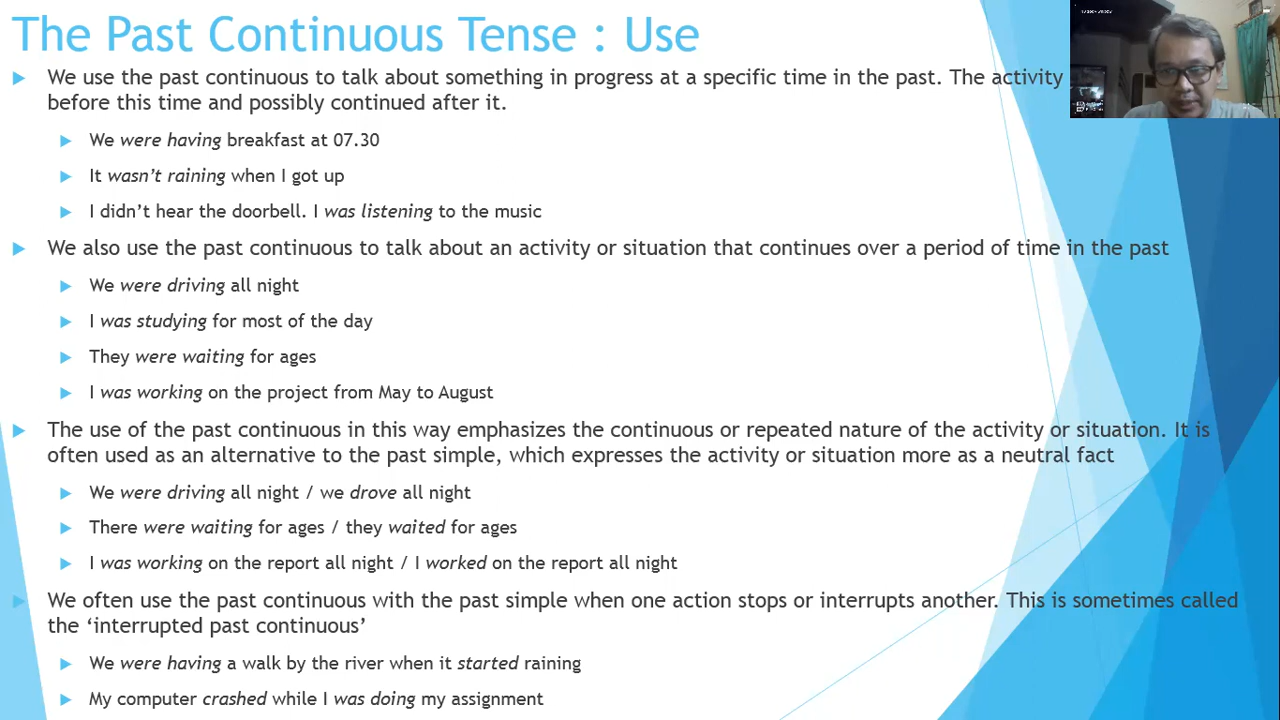 The Past Continuous Tense : Use
We use the past continuous to talk about something in progress at a specific time in the past. The activity
before this time and possibly continued after it.
We were having breakfast at 07.30
It wasn't raining when I got up
I didn't hear the doorbell. I was listening to the music
We also use the past continuous to talk about an activity or situation that continues over a period of time in the past
We were driving all night
I was studying for most of the day
They were waiting for ages
I was working on the project from May to August
The use of the past continuous in this way emphasizes the continuous or repeated nature of the activity or situation. It is
often used as an alternative to the past simple, which expresses the activity or situation more as a neutral fact
We were driving all night / we drove all night
There were waiting for ages / they waited for ages
I was working on the report all night / I worked on the report all night
We often use the past continuous with the past simple when one action stops or interrupts another. This is sometimes called
the ‘interrupted past continuous’
We were having a walk by the river when it started raining
My computer crashed while I was doing my assignment